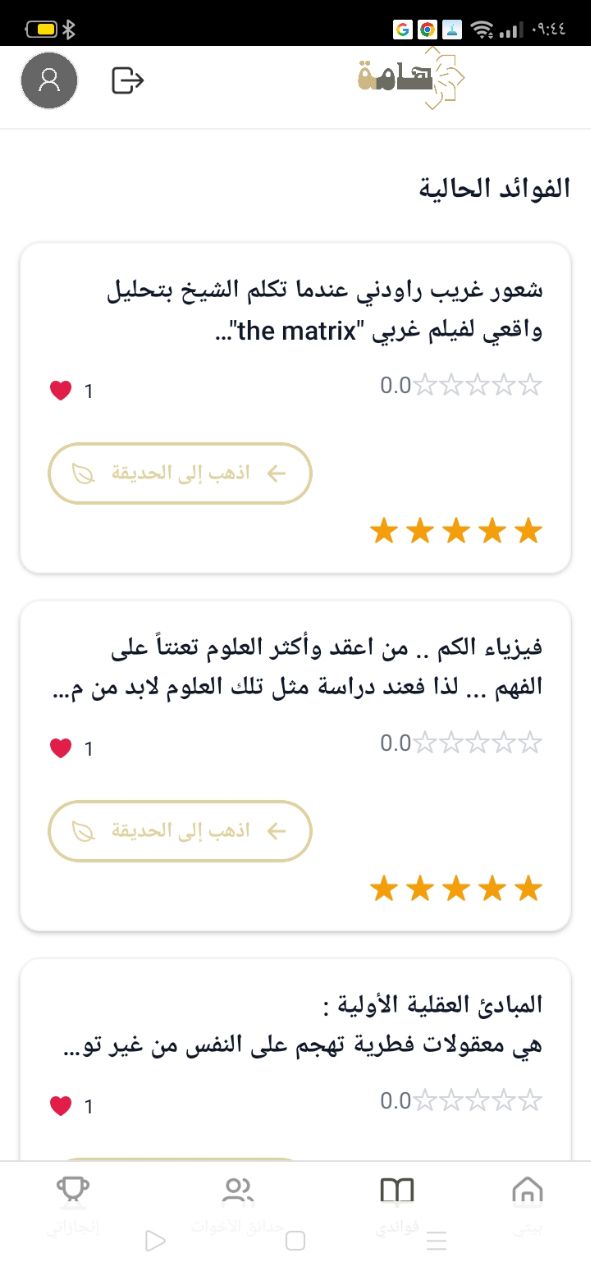 ٠٩:٤٤
هامة
الفوائد الحالية
شعور غريب راودني عندما تكلم الشيخ بتحليل
واقعي لفيلم غربي "the matrix"...
0.0
1
اذهب إلى الحديقة
فيزياء الكم .. من اعقد وأكثر العلوم تعنتاً على
الفهم ... لذا فعند دراسة مثل تلك العلوم لابد من م...
0.0
1
اذهب إلى الحديقة
المبادئ العقلية الأولية :
هي معقولات فطرية تهجم على النفس من غير تو...
0.0
1
بيتي
فوائدي
حدائق الأخوات
إنجازاتي